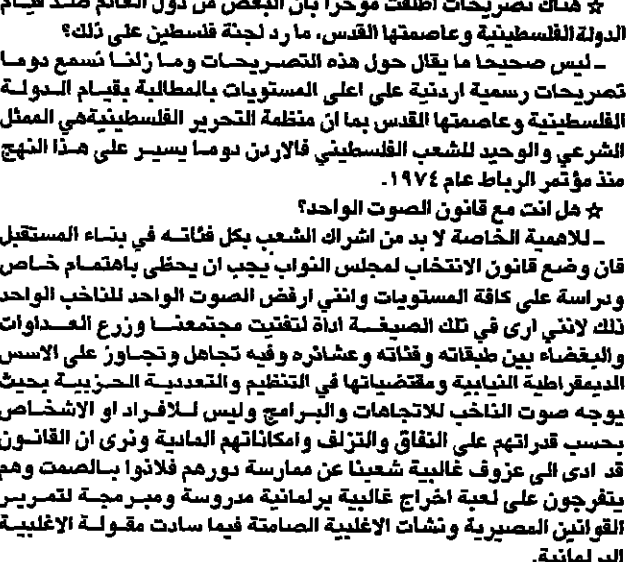 ☆ هناك تصريحات اطلقت مؤخرا بان البعض من دول العالم ضد قيام
الدولة الفلسطينية وعاصمتها القدس، ما رد لجنة فلسطين على ذلك؟
ـ ليس صحيحا ما يقال حول هذه التصريحات وما زلنا نسمع دوما
تصريحات رسمية اردنية على اعلى المستويات بالمطالبة بقيام الدولة
الفلسطينية وعاصمتها القدس بما ان منظمة التحرير الفلسطينية هي الممثل
الشرعي والوحيد للشعب الفلسطيني فالاردن دوما يسير على هذا النهج
منذ مؤتمر الرباط عام ١٩٧٤.
☆ هل انت مع قانون الصوت الواحد؟
ـ للاهمية الخاصة لا بد من اشراك الشعب بكل فئاته في بناء المستقبل
فان وضع قانون الانتخاب لمجلس النواب يجب ان يحظى باهتمام خاص
ودراسة على كافة المستويات وانني ارفض الصوت الواحد للناخب الواحد
ذلك لانني ارى في تلك الصيغة اداة لتفتيت مجتمعنا وزرع العداوات
والبغضاء بين طبقاته وفئاته وعشائره وفيه تجاهل وتجاوز على الاسس
الديمقراطية النيابية ومقتضياتها في التنظيم والتعددية الحزبية بحيث
يوجه صوت الناخب للاتجاهات والبرامج وليس للافراد او الاشخاص
بحسب قدراتهم على النفاق والتزلف وامكاناتهم المادية ونرى ان القانون
قد ادى الى عزوف غالبية شعبنا عن ممارسة دورهم فلاذوا بالصمت وهم
يتفرجون على لعبة اخراج غالبية برلمانية مدروسة ومبرمجة لتمرير
القوانين المصيرية ونشات الاغلبية الصامتة فيما سادت مقولة الاغلبية
البرلمانية.